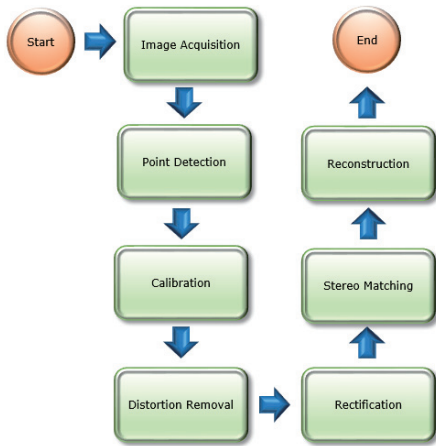 Start
Image Acquisition
Point Detection
Calibration
Distortion Removal
Rectification
Stereo Matching
Reconstruction
End